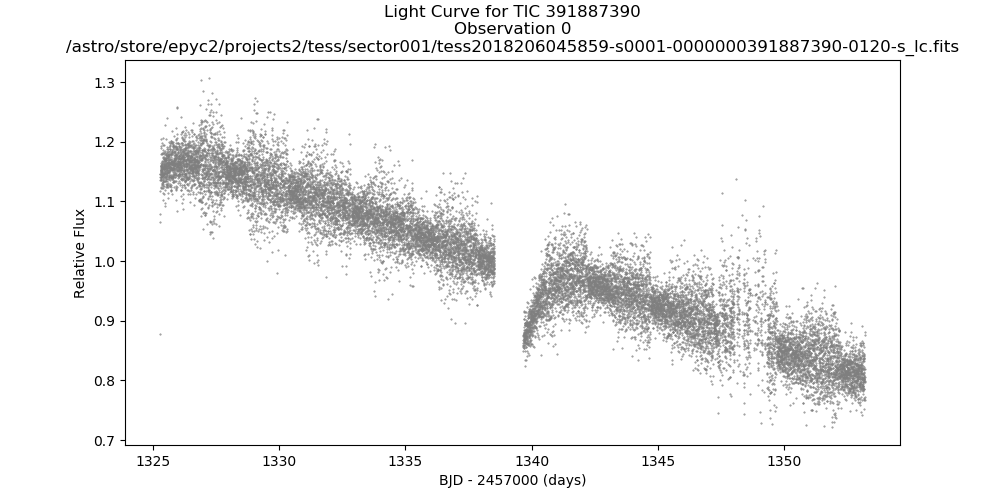 Light Curve for TIC 391887390
Observation 0
/astro/store/epyc2/projects2/tess/sector001/tess2018206045859-s0001-0000000391887390-0120-s_lc.fits
1.3
1.2
1.1
1.0
0.9
0.8
0.7
Relative Flux
1325 1330 1335 1340 1345 1350
BJD - 2457000 (days)